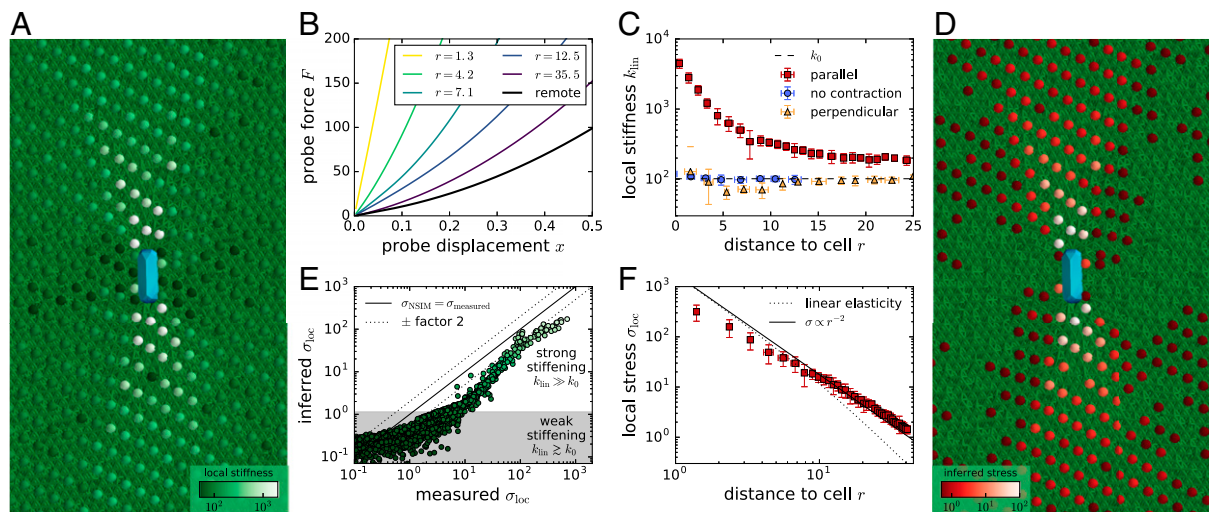 A
local stiffness
10² 10³
B
probe force F
200
150
100
50
0
r = 1.3
r = 4.2
r = 7.1
r = 12.5
r = 35.5
remote
0.0 0.1 0.2 0.3 0.4 0.5
probe displacement x
C
local stiffness k_lin
10⁴
10³
10²
k₀
parallel
no contraction
perpendicular
0 5 10 15 20 25
distance to cell r
D
inferred stress
10⁰ 10¹ 10²
E
inferred σ_loc
10³
10²
10¹
10⁰
10⁻¹
σ_NSIM = σ_measured
± factor 2
strong
stiffening
k_lin ≫ k₀
weak
stiffening
k_lin ≳ k₀
10⁻¹ 10⁰ 10¹ 10² 10³
measured σ_loc
F
local stress σ_loc
10³
10²
10¹
10⁰
linear elasticity
σ ∝ r⁻²
10⁰ 10¹
distance to cell r